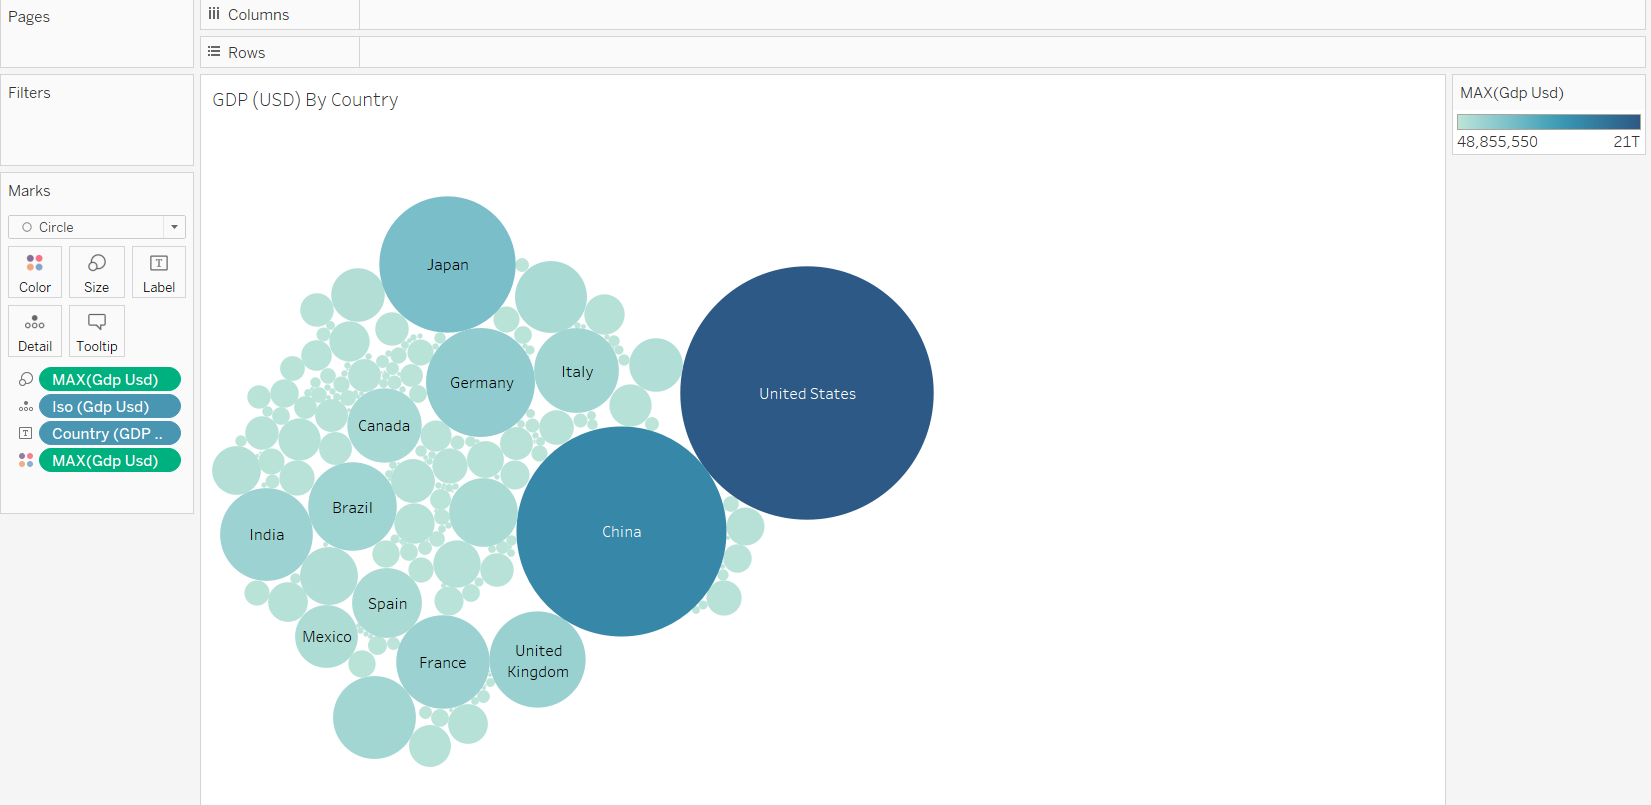 Pages
Columns
Rows
Filters
GDP (USD) By Country
MAX(Gdp Usd)
48,855,550 21T
Marks
Circle
Color Size Label
Detail Tooltip
MAX(Gdp Usd)
Iso (Gdp Usd)
T Country (GDP ..
MAX(Gdp Usd)
Japan
Germany
Italy
United States
Canada
Brazil
India
China
Spain
Mexico
France
United
Kingdom